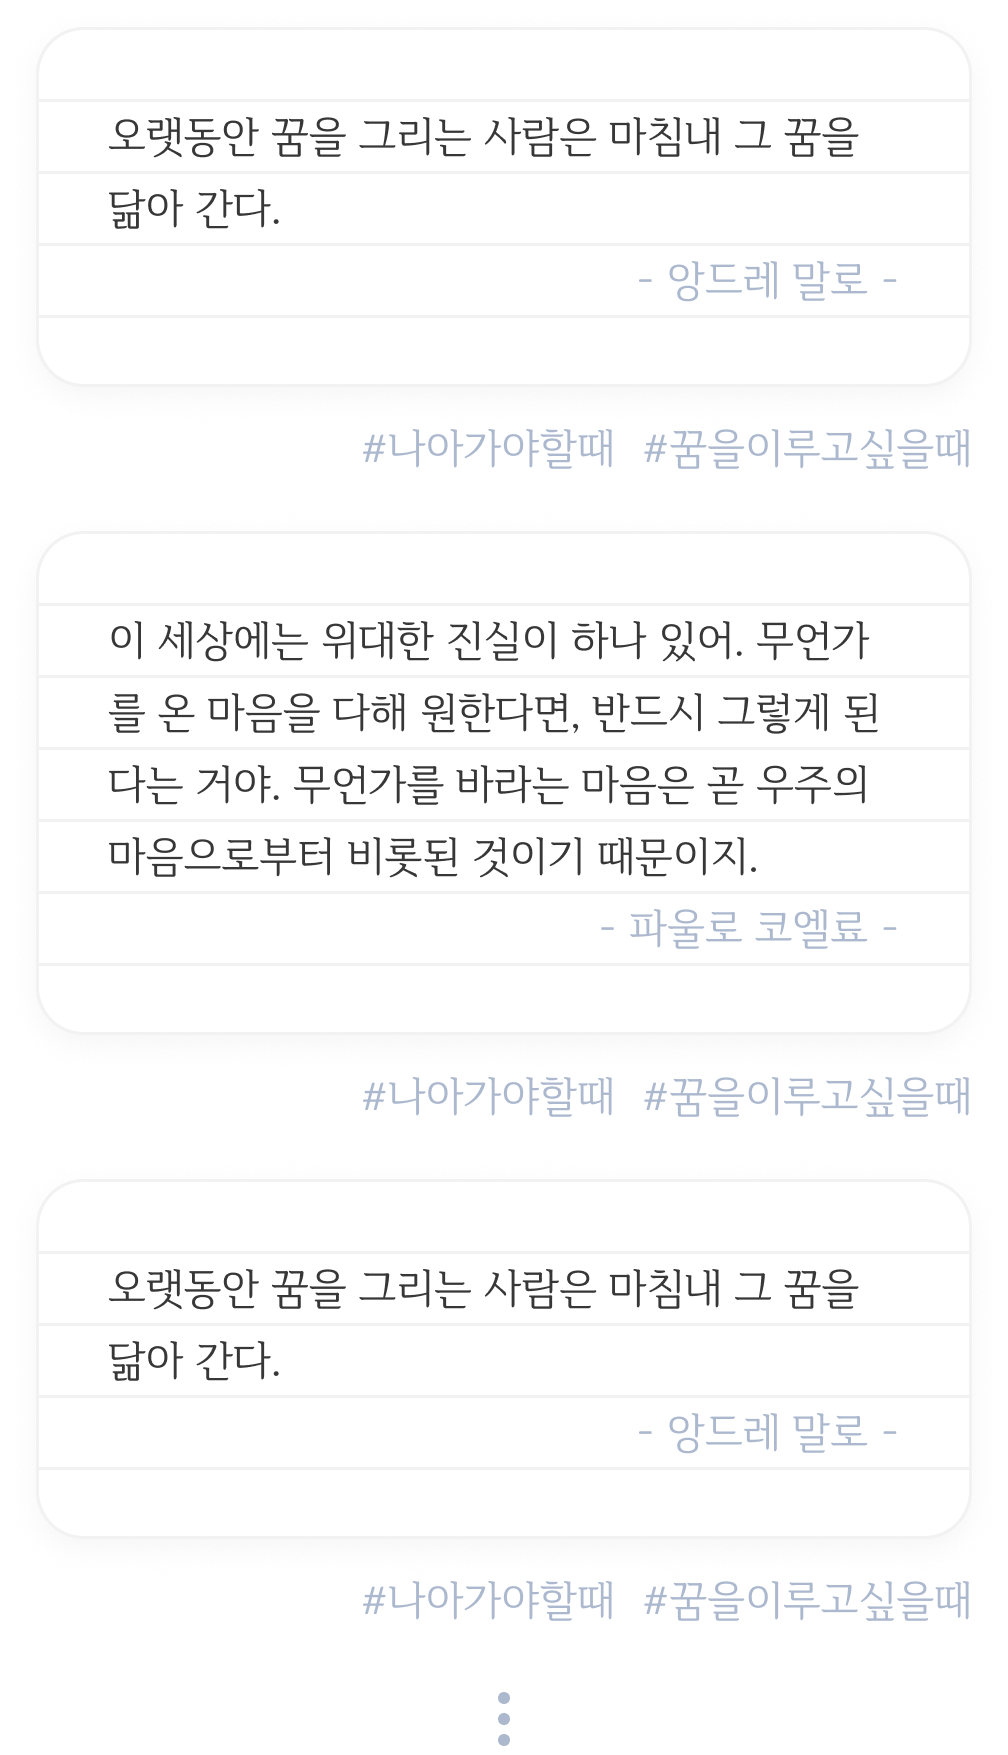 오랫동안 꿈을 그리는 사람은 마침내 그 꿈을
닮아 간다.
- 앙드레 말로 -
#나아가야할때 #꿈을이루고싶을때
이 세상에는 위대한 진실이 하나 있어. 무언가
를 온 마음을 다해 원한다면, 반드시 그렇게 된
다는 거야. 무언가를 바라는 마음은 곧 우주의
마음으로부터 비롯된 것이기 때문이지.
- 파울로 코엘료 -
#나아가야할때 #꿈을이루고싶을때
오랫동안 꿈을 그리는 사람은 마침내 그 꿈을
닮아 간다.
- 앙드레 말로 -
#나아가야할때 #꿈을이루고싶을때